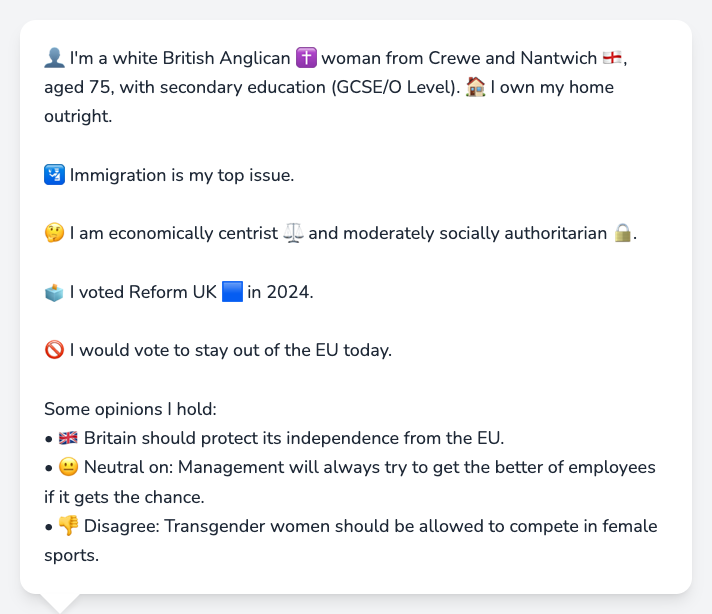 👤 I'm a white British Anglican ✝️ woman from Crewe and Nantwich 🏴󠁧󠁢󠁥󠁮󠁧󠁿,
aged 75, with secondary education (GCSE/O Level). 🏠 I own my home
outright.
🛂 Immigration is my top issue.
🤔 I am economically centrist ⚖️ and moderately socially authoritarian 🔒.
🗳️ I voted Reform UK 🟦 in 2024.
🚫 I would vote to stay out of the EU today.
Some opinions I hold:
• 🇬🇧 Britain should protect its independence from the EU.
• 😐 Neutral on: Management will always try to get the better of employees
if it gets the chance.
• 👎 Disagree: Transgender women should be allowed to compete in female
sports.